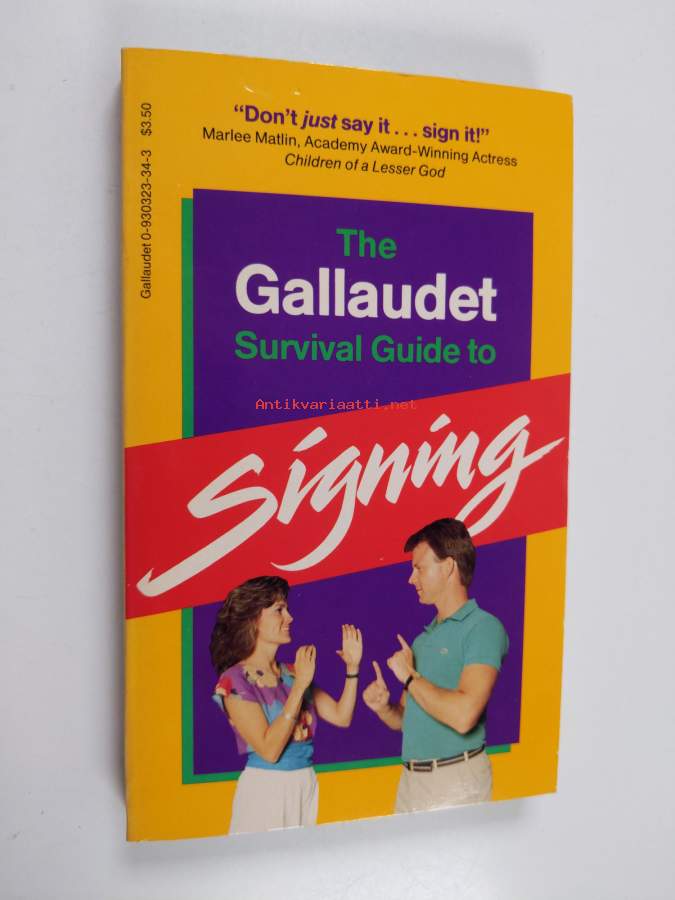 "Don't just say it . . . sign it!"
Marlee Matlin, Academy Award-Winning Actress
Children of a Lesser God
Gallaudet 0-930323-34-3 $3.50
The
Gallaudet
Survival Guide to
Signing
Antikvariaatti.net